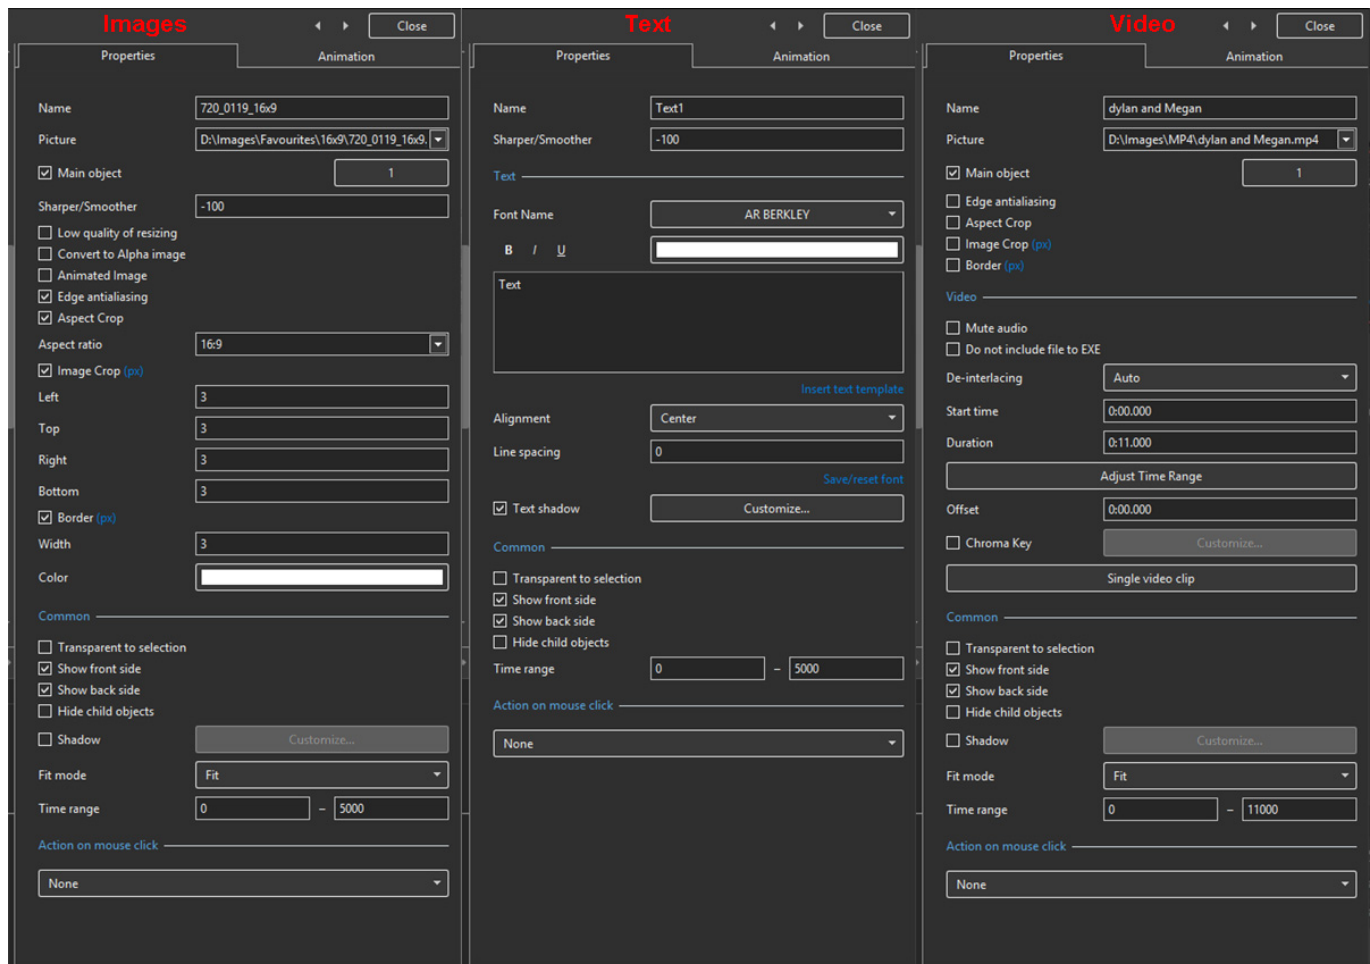 Images
Close
Properties
Animation
Name
720_0119_16x9
Picture
D:\Images\Favourites\16x9\720_0119_16x9.
Main object
1
Sharper/Smoother
-100
Low quality of resizing
Convert to Alpha image
Animated Image
Edge antialiasing
Aspect Crop
Aspect ratio
16:9
Image Crop (px)
Left
3
Top
3
Right
3
Bottom
3
Border (px)
Width
3
Color
Common
Transparent to selection
Show front side
Show back side
Hide child objects
Shadow
Customize...
Fit mode
Fit
Time range
0 – 5000
Action on mouse click
None
Text
Close
Properties
Animation
Name
Text1
Sharper/Smoother
-100
Text
Font Name
AR BERKLEY
B I U
Text
Insert text template
Alignment
Center
Line spacing
0
Save/reset font
Text shadow
Customize...
Common
Transparent to selection
Show front side
Show back side
Hide child objects
Time range
0 – 5000
Action on mouse click
None
Video
Close
Properties
Animation
Name
dylan and Megan
Picture
D:\Images\MP4\dylan and Megan.mp4
Main object
1
Edge antialiasing
Aspect Crop
Image Crop (px)
Border (px)
Video
Mute audio
Do not include file to EXE
De-interlacing
Auto
Start time
0:00.000
Duration
0:11.000
Adjust Time Range
Offset
0:00.000
Chroma Key
Customize...
Single video clip
Common
Transparent to selection
Show front side
Show back side
Hide child objects
Shadow
Customize...
Fit mode
Fit
Time range
0 – 11000
Action on mouse click
None